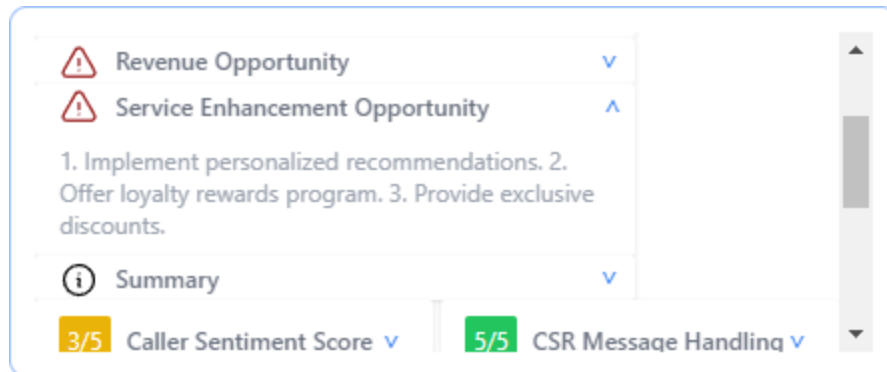 Revenue Opportunity
Service Enhancement Opportunity
1. Implement personalized recommendations. 2.
Offer loyalty rewards program. 3. Provide exclusive
discounts.
Summary
3/5 Caller Sentiment Score 5/5 CSR Message Handling